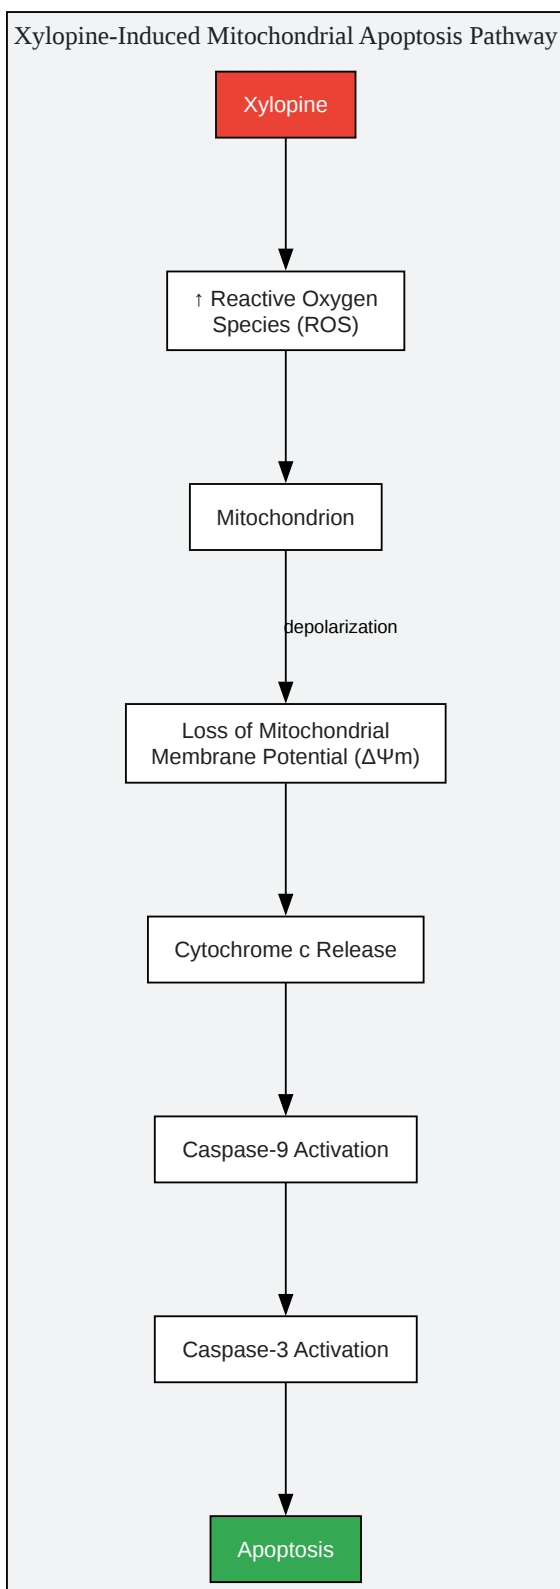 Xylopine-Induced Mitochondrial Apoptosis Pathway
Xylopine
↑ Reactive Oxygen
Species (ROS)
Mitochondrion
depolarization
Loss of Mitochondrial
Membrane Potential (ΔΨm)
Cytochrome c Release
Caspase-9 Activation
Caspase-3 Activation
Apoptosis